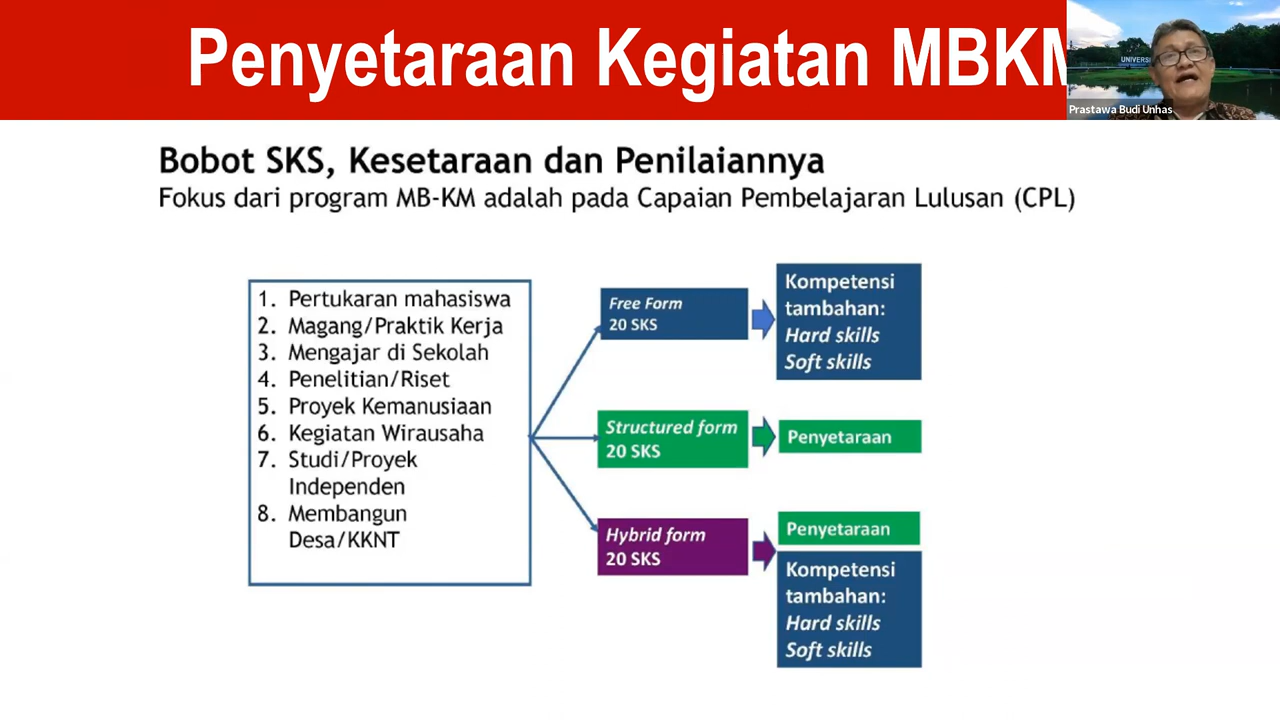 Penyetaraan Kegiatan MBKM
UNIVERSI
Prastawa Budi Unhas
Bobot SKS, Kesetaraan dan Penilaiannya
Fokus dari program MB-KM adalah pada Capaian Pembelajaran Lulusan (CPL)
1. Pertukaran mahasiswa
2. Magang/Praktik Kerja
3. Mengajar di Sekolah
4. Penelitian/Riset
5. Proyek Kemanusiaan
6. Kegiatan Wirausaha
7. Studi/Proyek
Independen
8. Membangun
Desa/KKNT
Free Form
20 SKS
Kompetensi
tambahan:
Hard skills
Soft skills
Structured form
20 SKS
Penyetaraan
Hybrid form
20 SKS
Penyetaraan
Kompetensi
tambahan:
Hard skills
Soft skills